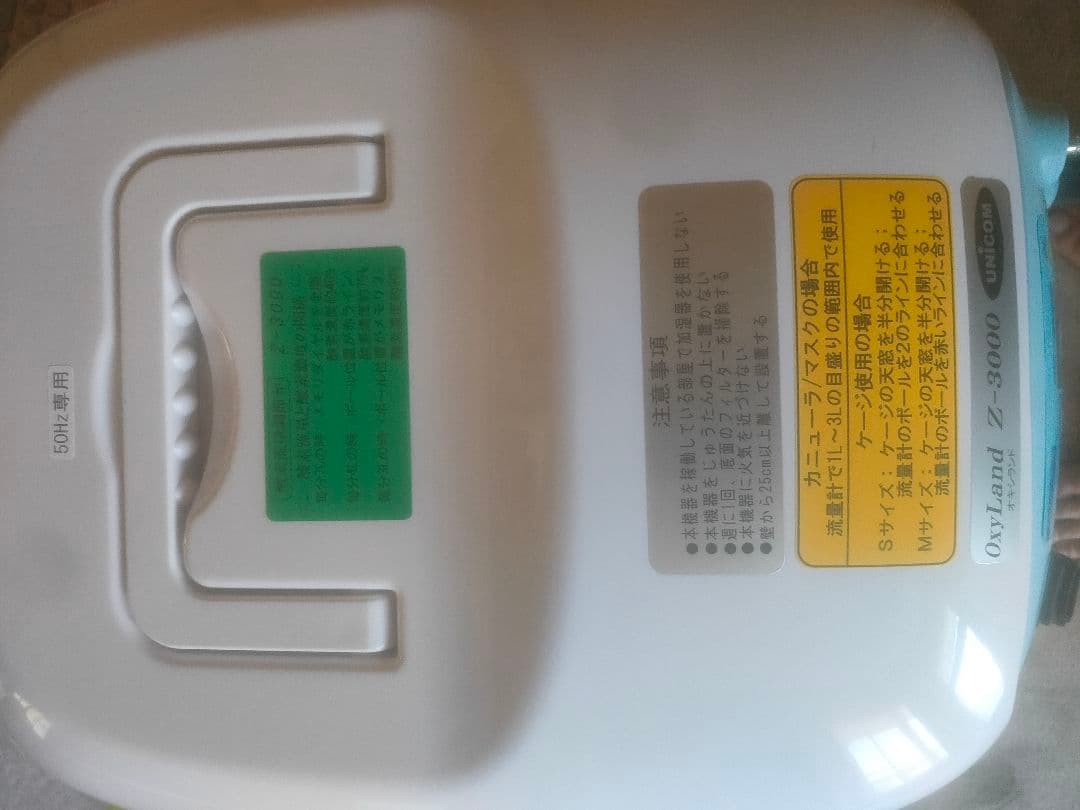 50Hz専用
Z-3000
注意事項
●本機器を稼働している部屋で加湿器を使用しない
●本機器をじゅうたんの上に置かない
●週に1回、底面のフィルターを掃除する
●本機器に火気を近づけない
●壁から25cm以上離して設置する
カニューラ/マスクの場合
流量計で1L～3Lの目盛りの範囲内で使用
ケージ使用の場合
Sサイズ：ケージの天窓を半分開ける；
流量計のボールを2のラインに合わせる
Mサイズ：ケージの天窓を半分開ける；
流量計のボールを赤いラインに合わせる
OxyLand Z-3000 UNICOM
オキシランド